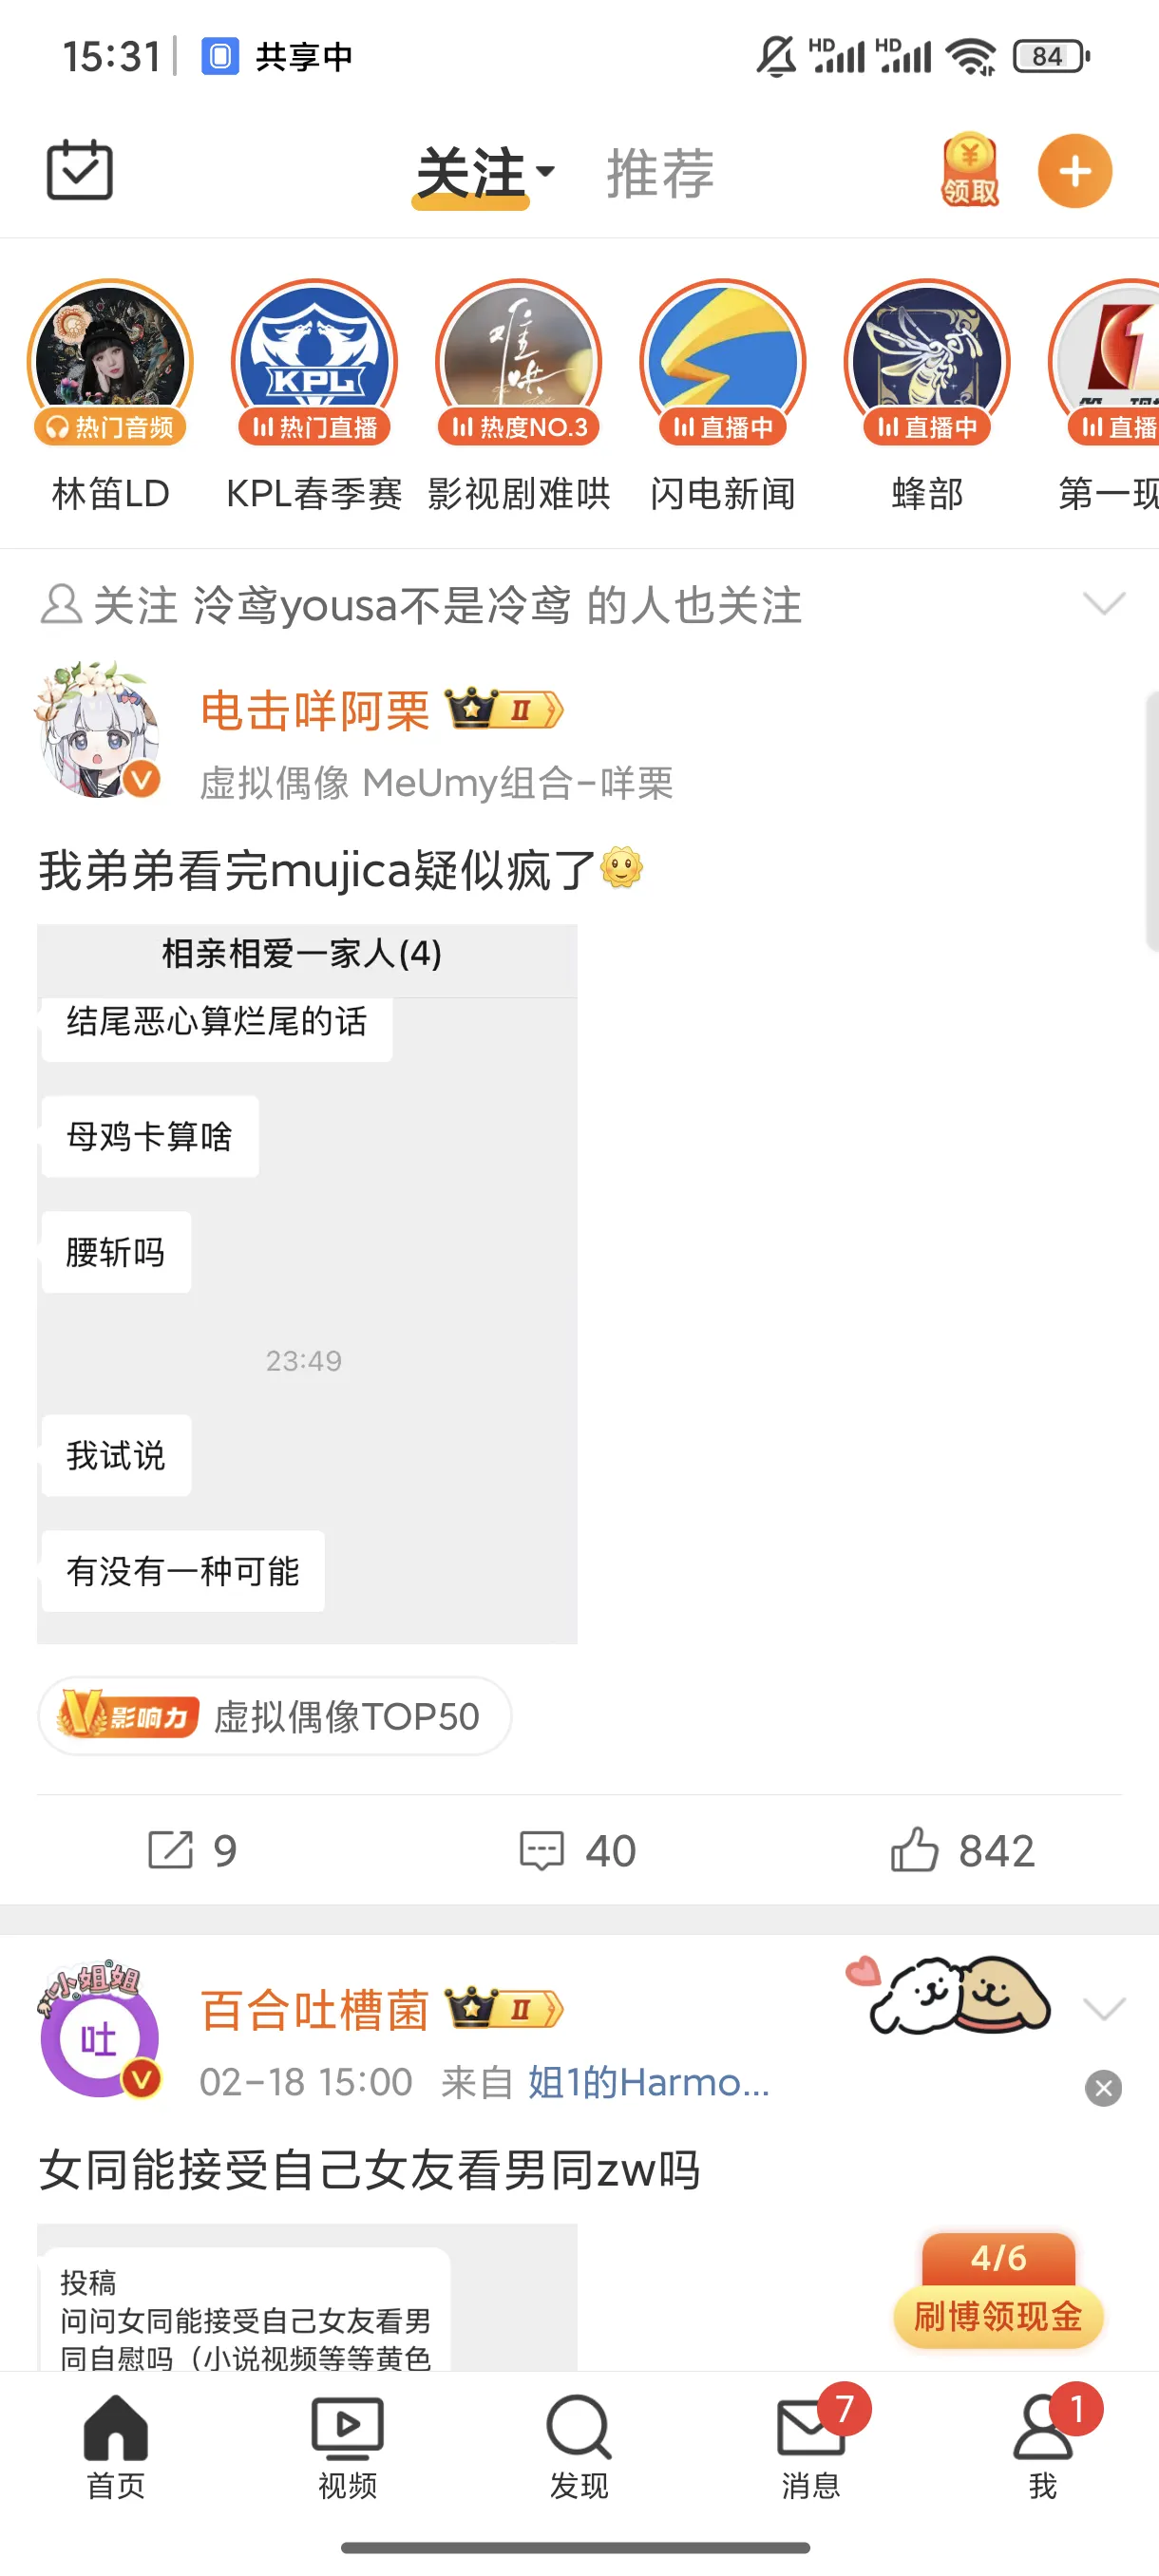 15:31 共享中 HD HD 84
关注 推荐 ¥ 领取
热门音频 热门直播 热度NO.3 直播中 直播中 直播
林笛LD KPL春季赛 影视剧难哄 闪电新闻 蜂部 第一现
关注 泠鸢yousa不是冷鸢 的人也关注
电击咩阿栗 II
虚拟偶像 MeUmy组合-咩栗
我弟弟看完mujica疑似疯了
相亲相爱一家人(4)
结尾恶心算烂尾的话
母鸡卡算啥
腰斩吗
23:49
我试说
有没有一种可能
V影响力 虚拟偶像TOP50
9 40 842
小姐姐
吐
百合吐槽菌 II
02-18 15:00 来自 姐1的Harmo...
女同能接受自己女友看男同zw吗
投稿
问问女同能接受自己女友看男
同自慰吗（小说视频等等黄色
4/6
刷博领现金
7 1
首页 视频 发现 消息 我